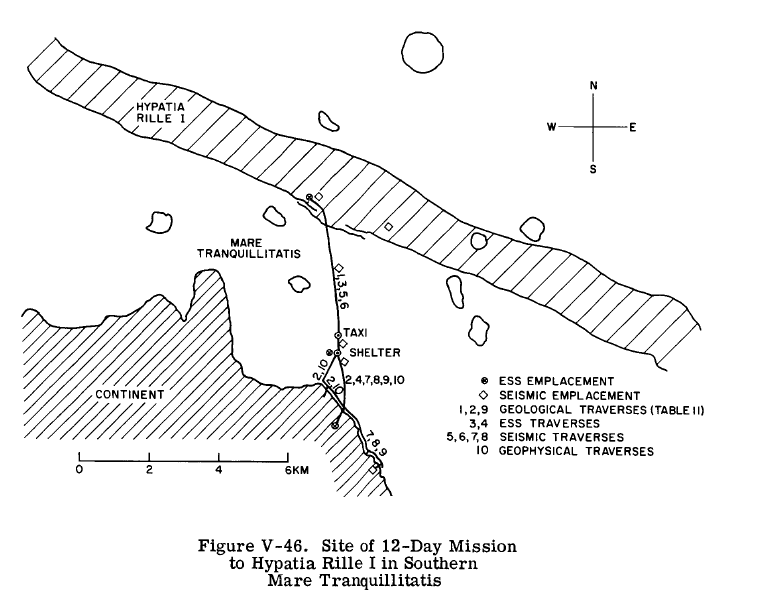 N
W E
S
HYPATIA
RILLE I
MARE
TRANQUILLITATIS
1,3,5,6
TAXI
SHELTER
2,10
2,10
2,4,7,8,9,10
CONTINENT
7,8,9
ESS EMPLACEMENT
SEISMIC EMPLACEMENT
1,2,9 GEOLOGICAL TRAVERSES (TABLE II)
3,4 ESS TRAVERSES
5,6,7,8 SEISMIC TRAVERSES
10 GEOPHYSICAL TRAVERSES
0 2 4 6KM
Figure V-46. Site of 12-Day Mission
to Hypatia Rille I in Southern
Mare Tranquillitatis